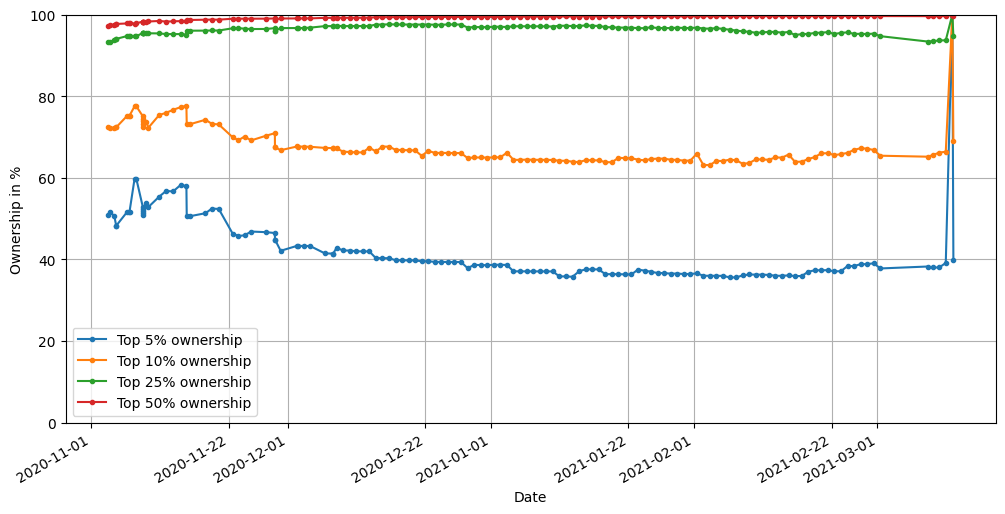 100
80
60
40
20
0
Ownership in %
Top 5% ownership
Top 10% ownership
Top 25% ownership
Top 50% ownership
2020-11-01
2020-11-22
2020-12-01
2020-12-22
2021-01-01
2021-01-22
2021-02-01
2021-02-22
2021-03-01
Date